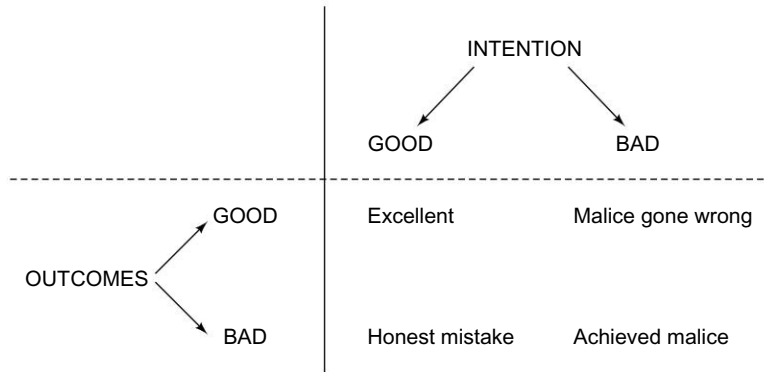 INTENTION
GOOD BAD
GOOD Excellent Malice gone wrong
OUTCOMES
BAD Honest mistake Achieved malice